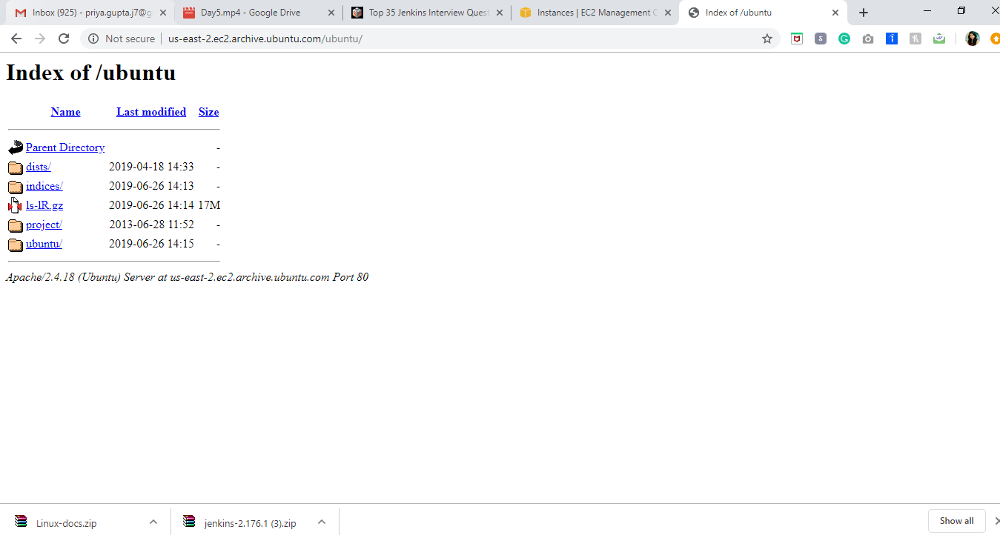 Inbox (925) - priya.gupta.j7@g
Day5.mp4 - Google Drive
Top 35 Jenkins Interview Quest
Instances | EC2 Management C
Index of /ubuntu
Not secure | us-east-2.ec2.archive.ubuntu.com/ubuntu/
Index of /ubuntu
Name Last modified Size
Parent Directory -
dists/ 2019-04-18 14:33 -
indices/ 2019-06-26 14:13 -
ls-lR.gz 2019-06-26 14:14 17M
project/ 2013-06-28 11:52 -
ubuntu/ 2019-06-26 14:15 -
Apache/2.4.18 (Ubuntu) Server at us-east-2.ec2.archive.ubuntu.com Port 80
Linux-docs.zip
jenkins-2.176.1 (3).zip
Show all